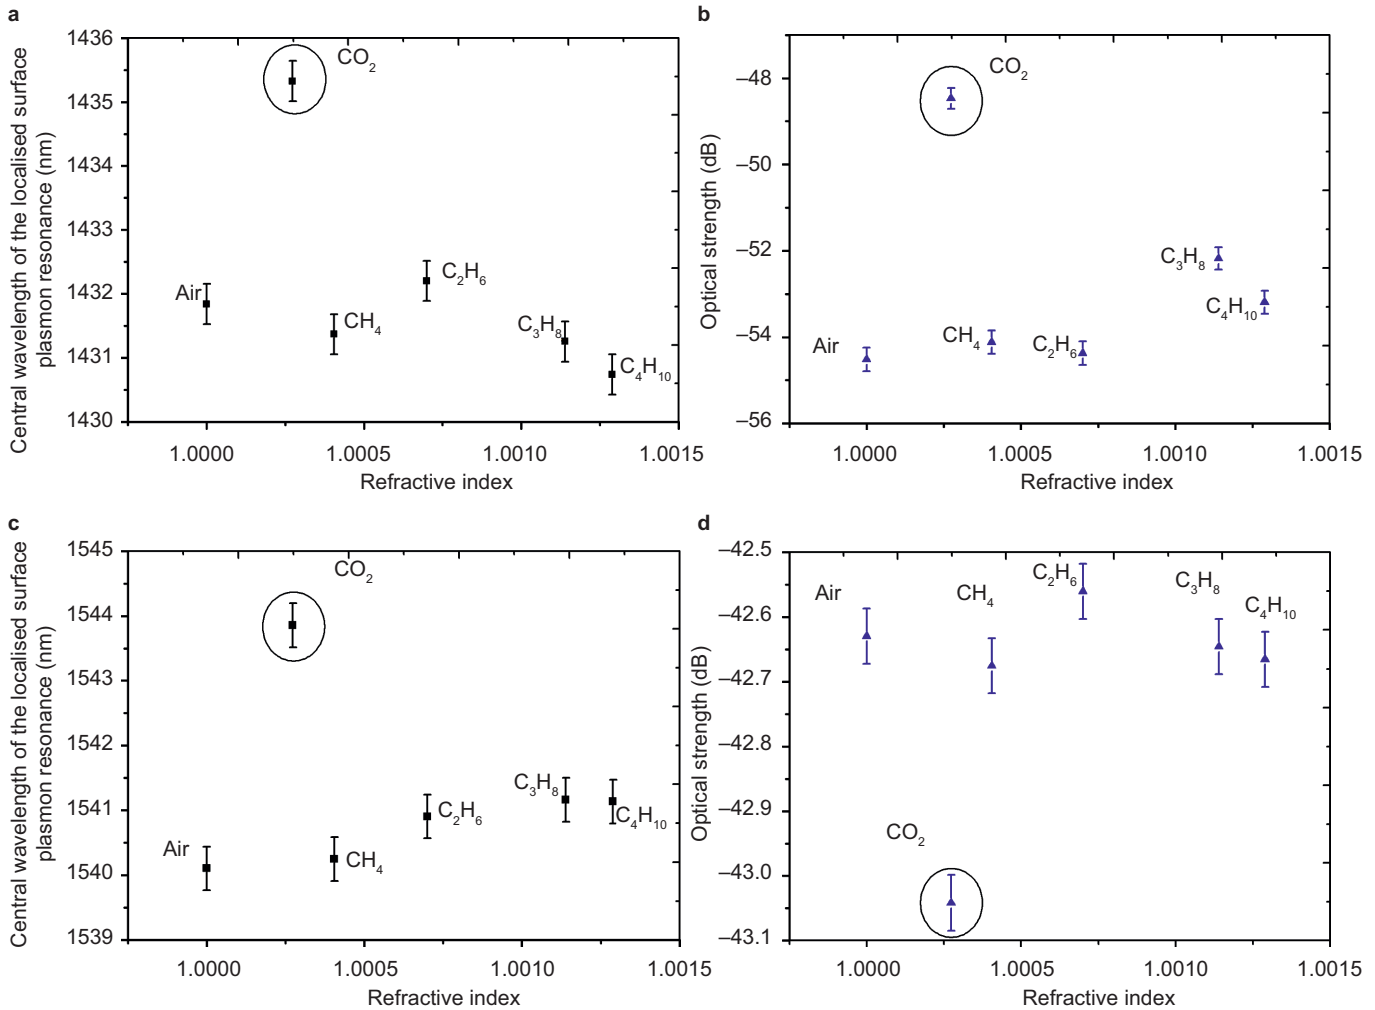 a
Central wavelength of the localised surface
plasmon resonance (nm)
1436
1435
1434
1433
1432
1431
1430
CO2
Air
CH4
C2H6
C3H8
C4H10
1.0000 1.0005 1.0010 1.0015
Refractive index
b
Optical strength (dB)
–48
–50
–52
–54
–56
CO2
Air
CH4
C2H6
C3H8
C4H10
1.0000 1.0005 1.0010 1.0015
Refractive index
c
Central wavelength of the localised surface
plasmon resonance (nm)
1545
1544
1543
1542
1541
1540
1539
CO2
Air
CH4
C2H6
C3H8
C4H10
1.0000 1.0005 1.0010 1.0015
Refractive index
d
Optical strength (dB)
–42.5
–42.6
–42.7
–42.8
–42.9
–43.0
–43.1
Air
CH4
C2H6
C3H8
C4H10
CO2
1.0000 1.0005 1.0010 1.0015
Refractive index